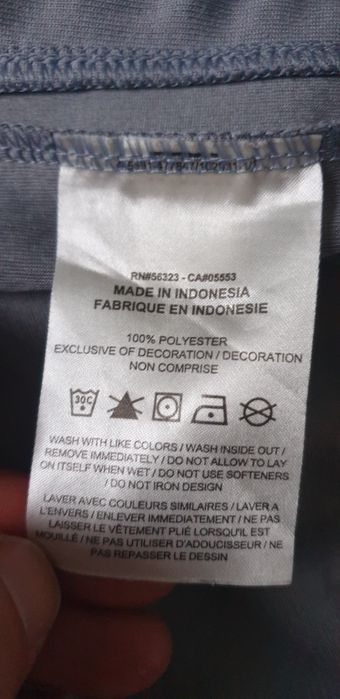 RN#56323 - CA#05553
MADE IN INDONESIA
FABRIQUE EN INDONESIE
100% POLYESTER
EXCLUSIVE OF DECORATION / DECORATION
NON COMPRISE
30C
WASH WITH LIKE COLORS / WASH INSIDE OUT /
REMOVE IMMEDIATELY / DO NOT ALLOW TO LAY
ON ITSELF WHEN WET / DO NOT USE SOFTENERS
/ DO NOT IRON DESIGN
LAVER AVEC COULEURS SIMILAIRES / LAVER A
L'ENVERS / ENLEVER IMMEDIATEMENT / NE PAS
LAISSER LE VÊTEMENT PLIÉ LORSQU'IL EST
MOUILLÉ / NE PAS UTILISER D'ADOUCISEUR / NE
PAS REPASSER LE DESSIN